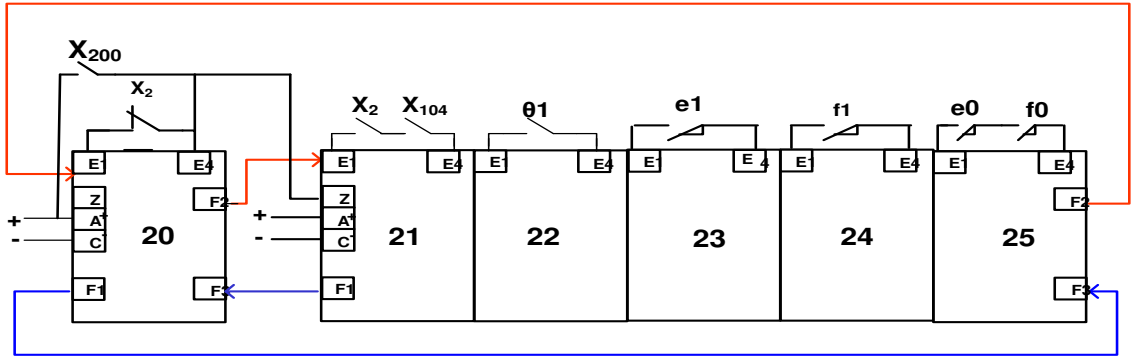 X200
X2
E1 E4
Z
A+
C-
F2
F1 F3
+
-
20
X2 X104
E1 E4
Z
A+
C-
F1
+
-
21
θ1
E1 E4
22
e1
E1 E4
23
f1
E1 E4
24
e0 f0
E1 E4
F2
25
F3